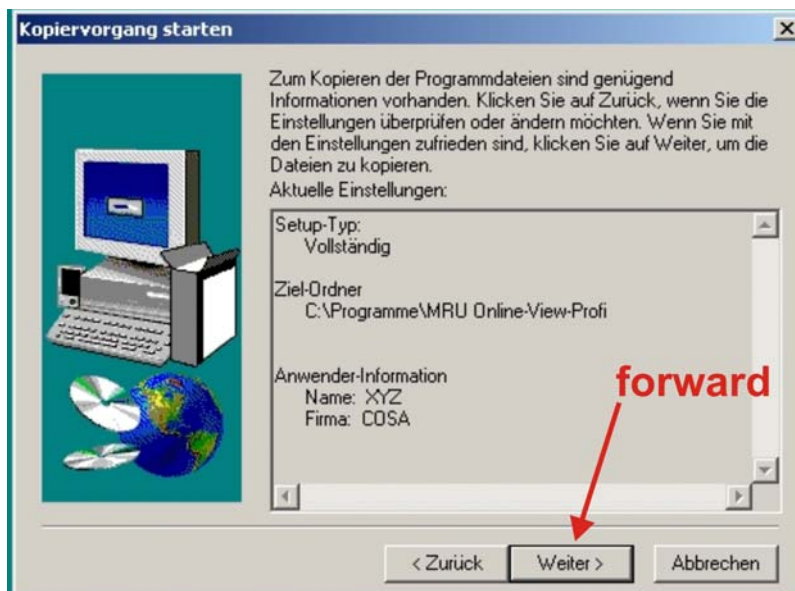 Kopiervorgang starten
Zum Kopieren der Programmdateien sind genügend
Informationen vorhanden. Klicken Sie auf Zurück, wenn Sie die
Einstellungen überprüfen oder ändern möchten. Wenn Sie mit
den Einstellungen zufrieden sind, klicken Sie auf Weiter, um die
Dateien zu kopieren.
Aktuelle Einstellungen:
Setup-Typ:
Vollständig
Ziel-Ordner
C:\Programme\MRU Online-View-Profi
Anwender-Information
Name: XYZ
Firma: COSA
forward
< Zurück
Weiter >
Abbrechen